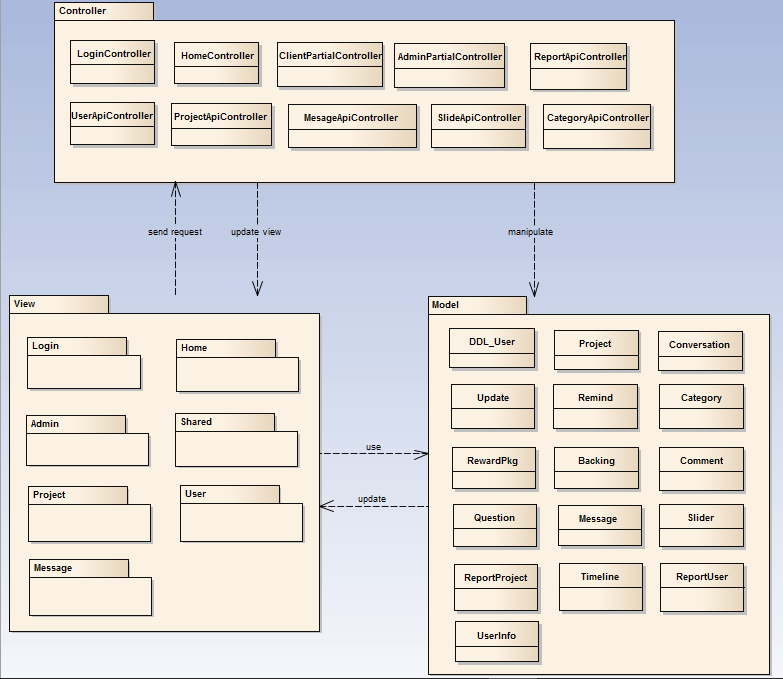 Controller
LoginController
HomeController
ClientPartialController
AdminPartialController
ReportApiController
UserApiController
ProjectApiController
MesageApiController
SlideApiController
CategoryApiController
send request
update view
manipulate
View
Login
Home
Admin
Shared
Project
User
Message
use
update
Model
DDL_User
Project
Conversation
Update
Remind
Category
RewardPkg
Backing
Comment
Question
Message
Slider
ReportProject
Timeline
ReportUser
UserInfo